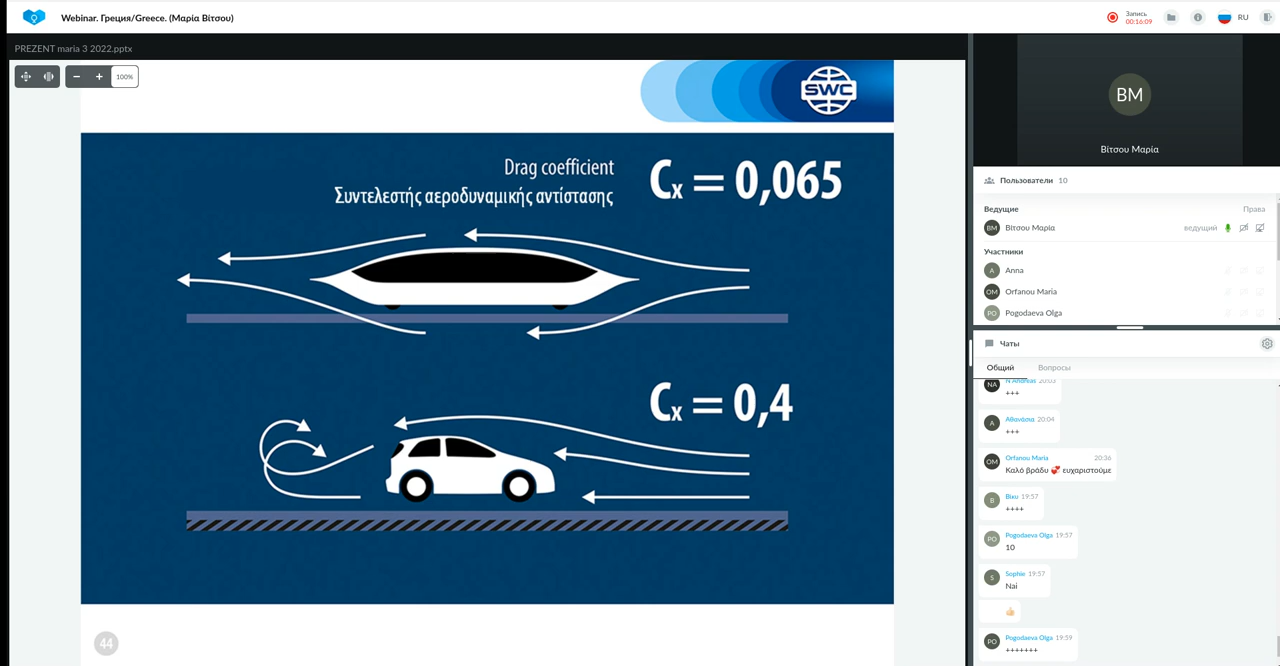 Webinar. Греция/Greece. (Μαρία Βίτσου)
Запись
00:16:09
RU
PREZENT maria 3 2022.pptx
100%
SWC
Drag coefficient
Cx = 0,065
Συντελεστής αεροδυναμικής αντίστασης
Cx = 0,4
44
BM
Βίτσου Μαρία
Пользователи 10
Ведущие
Права
BM
Βίτσου Μαρία
ведущий
Участники
A
Anna
OM
Orfanou Maria
PO
Pogodaeva Olga
Чаты
Общий
Вопросы
NA
N Andreas 20:03
+++
A
Αθανάσια 20:04
+++
OM
Orfanou Maria 20:36
Καλό βράδυ 💞 ευχαριστούμε
B
Βίκυ 19:57
++++
PO
Pogodaeva Olga 19:57
10
S
Sophie 19:57
Nai
👍🏻
PO
Pogodaeva Olga 19:59
+++++++